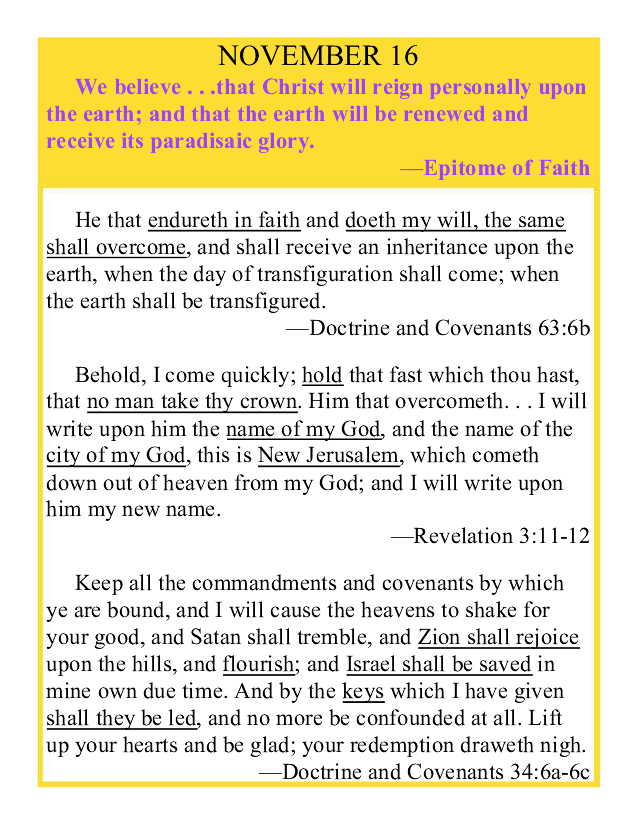 NOVEMBER 16
We believe . . .that Christ will reign personally upon
the earth; and that the earth will be renewed and
receive its paradisaic glory.
—Epitome of Faith
He that endureth in faith and doeth my will, the same
shall overcome, and shall receive an inheritance upon the
earth, when the day of transfiguration shall come; when
the earth shall be transfigured.
—Doctrine and Covenants 63:6b
Behold, I come quickly; hold that fast which thou hast,
that no man take thy crown. Him that overcometh. . . I will
write upon him the name of my God, and the name of the
city of my God, this is New Jerusalem, which cometh
down out of heaven from my God; and I will write upon
him my new name.
—Revelation 3:11-12
Keep all the commandments and covenants by which
ye are bound, and I will cause the heavens to shake for
your good, and Satan shall tremble, and Zion shall rejoice
upon the hills, and flourish; and Israel shall be saved in
mine own due time. And by the keys which I have given
shall they be led, and no more be confounded at all. Lift
up your hearts and be glad; your redemption draweth nigh.
—Doctrine and Covenants 34:6a-6c